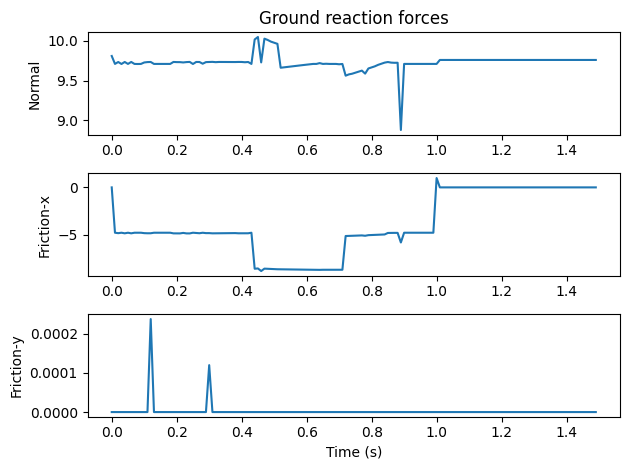 Ground reaction forces
10.0
9.5
9.0
Normal
0.0 0.2 0.4 0.6 0.8 1.0 1.2 1.4
0
−5
Friction-x
0.0 0.2 0.4 0.6 0.8 1.0 1.2 1.4
0.0002
0.0001
0.0000
Friction-y
0.0 0.2 0.4 0.6 0.8 1.0 1.2 1.4
Time (s)